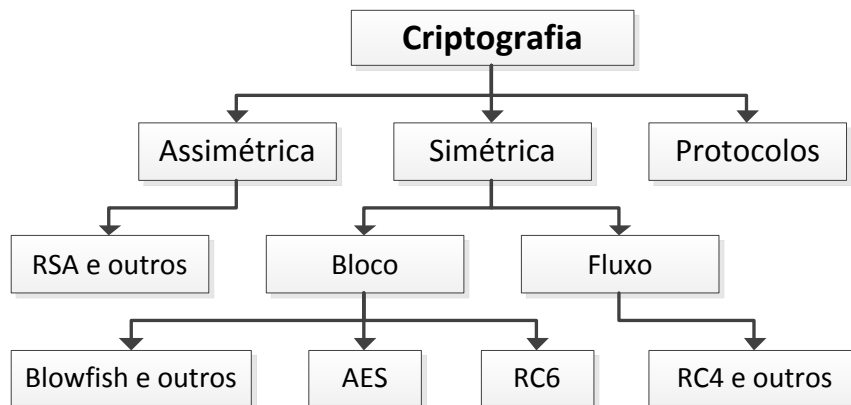 Criptografia
Assimétrica
Simétrica
Protocolos
RSA e outros
Bloco
Fluxo
Blowfish e outros
AES
RC6
RC4 e outros